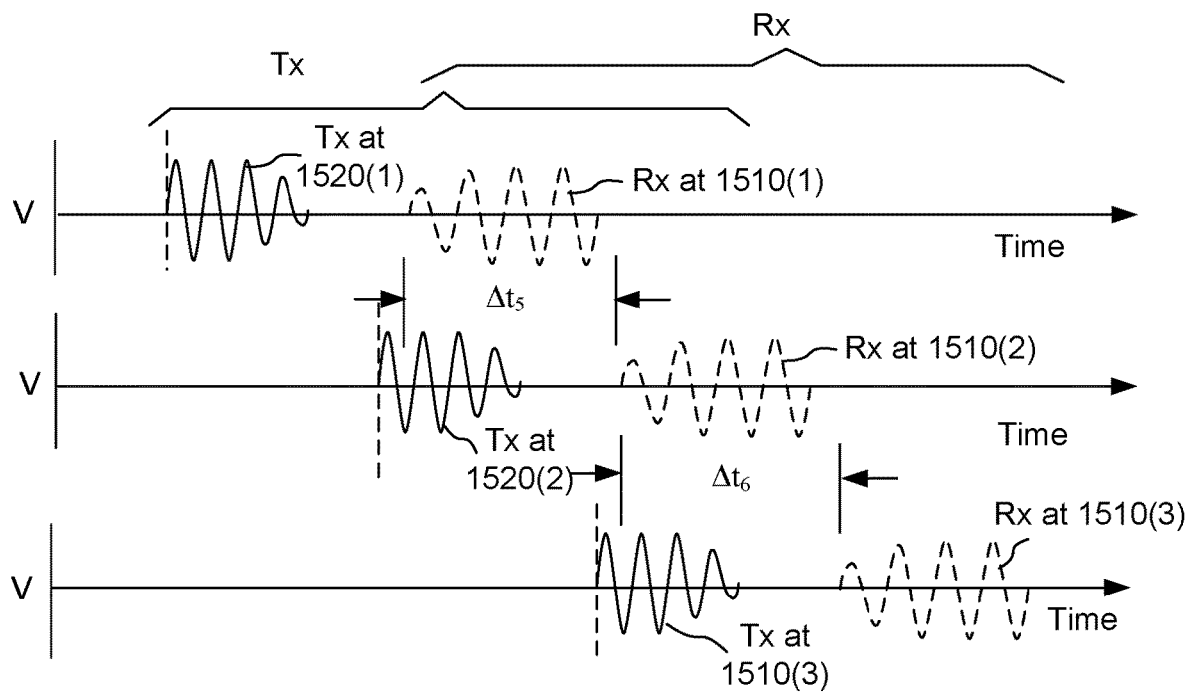 Rx
Tx
Tx at
1520(1)
Rx at 1510(1)
V
Time
Δt5
Rx at 1510(2)
V
Tx at
1520(2)
Time
Δt6
Rx at 1510(3)
V
Time
Tx at
1510(3)